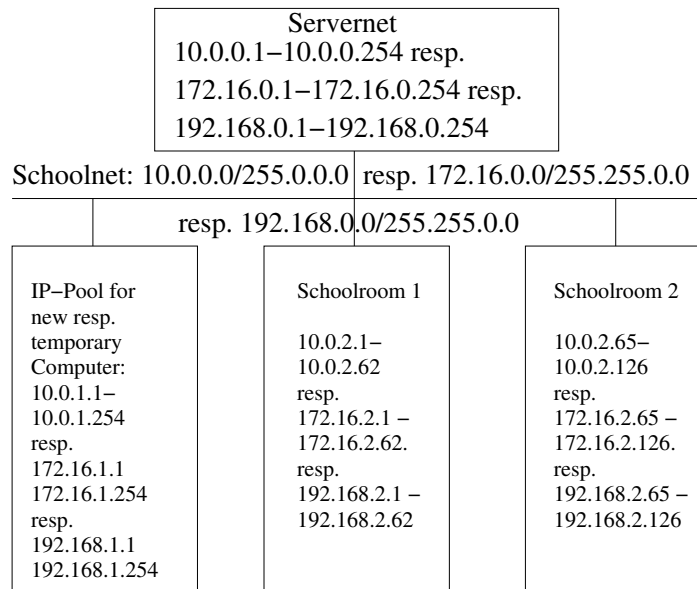 Servernet
10.0.0.1−10.0.0.254 resp.
172.16.0.1−172.16.0.254 resp.
192.168.0.1−192.168.0.254
Schoolnet: 10.0.0.0/255.0.0.0 resp. 172.16.0.0/255.255.0.0
resp. 192.168.0.0/255.255.0.0
IP−Pool for
new resp.
temporary
Computer:
10.0.1.1−
10.0.1.254
resp.
172.16.1.1
172.16.1.254
resp.
192.168.1.1
192.168.1.254
Schoolroom 1
10.0.2.1−
10.0.2.62
resp.
172.16.2.1 −
172.16.2.62.
resp.
192.168.2.1 −
192.168.2.62
Schoolroom 2
10.0.2.65−
10.0.2.126
resp.
172.16.2.65 −
172.16.2.126.
resp.
192.168.2.65 −
192.168.2.126